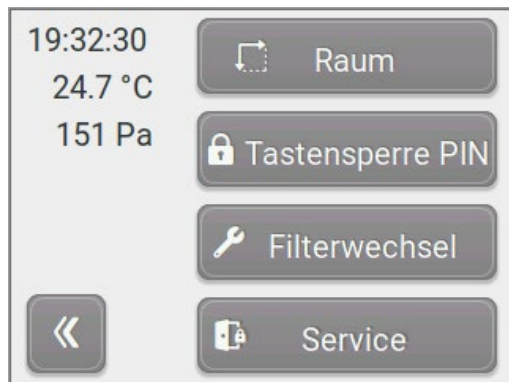 19:32:30
24.7 °C
151 Pa
Raum
Tastensperre PIN
Filterwechsel
Service